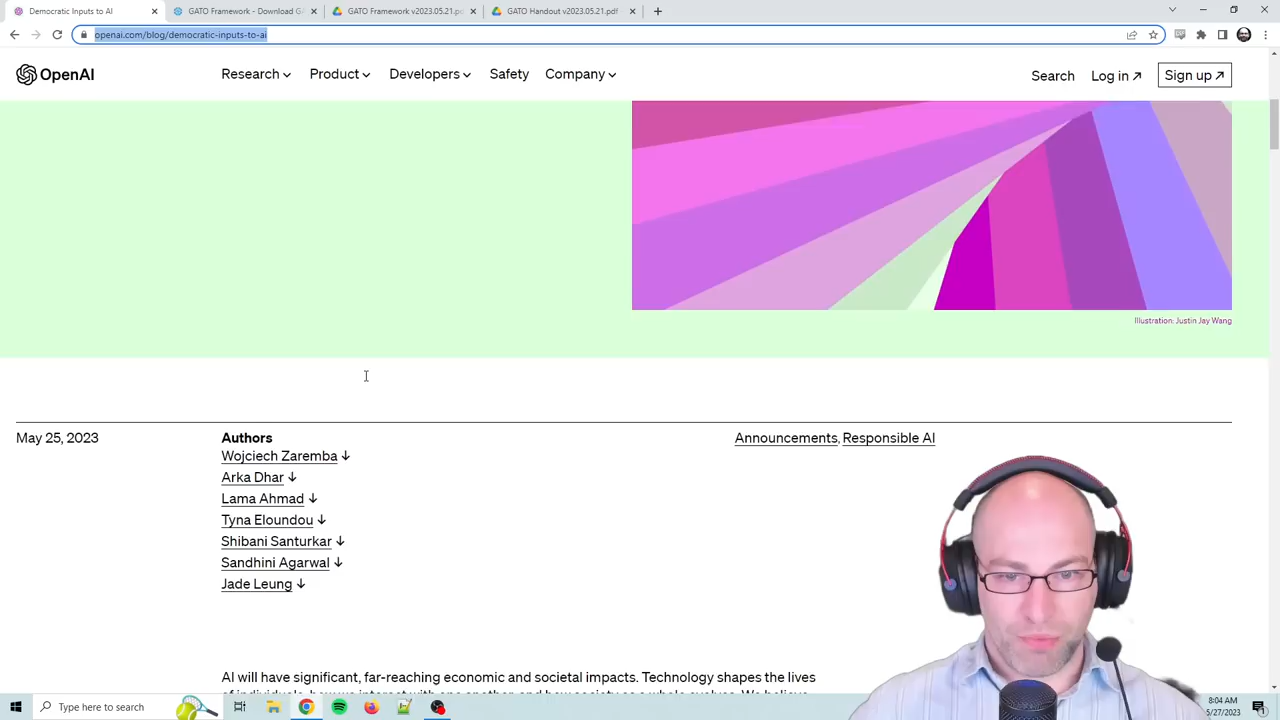 Democratic Inputs to AI
GATO Framework - Download G
GATO Framework v2023.05.21.p
GATO Handout v2023.05.21.pdf
openai.com/blog/democratic-inputs-to-ai
OpenAI
Research
Product
Developers
Safety
Company
Search
Log in ↗
Sign up ↗
Illustration: Justin Jay Wang
May 25, 2023
Authors
Announcements, Responsible AI
Wojciech Zaremba ↓
Arka Dhar ↓
Lama Ahmad ↓
Tyna Eloundou ↓
Shibani Santurkar ↓
Sandhini Agarwal ↓
Jade Leung ↓
AI will have significant, far-reaching economic and societal impacts. Technology shapes the lives
Type here to search
8:04 AM
5/27/2023